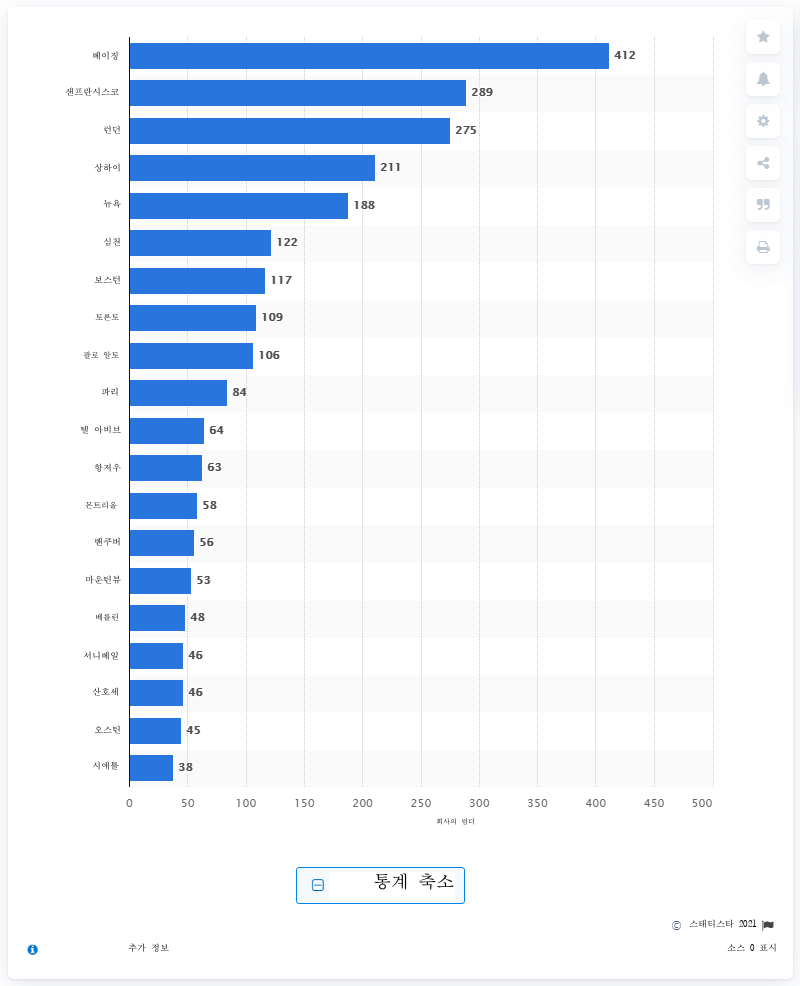 베이징 412
샌프란시스코 289
런던 275
상하이 211
뉴욕 188
심천 122
보스턴 117
토론토 109
팔로 알토 106
파리 84
텔 아비브 64
항저우 63
몬트리올 58
밴쿠버 56
마운틴뷰 53
베를린 48
서니베일 46
산호세 46
오스틴 45
시애틀 38
0 50 100 150 200 250 300 350 400 450 500
회사의
통계 축소
© 스태티스타 2021
추가 정보
소스 0 표시